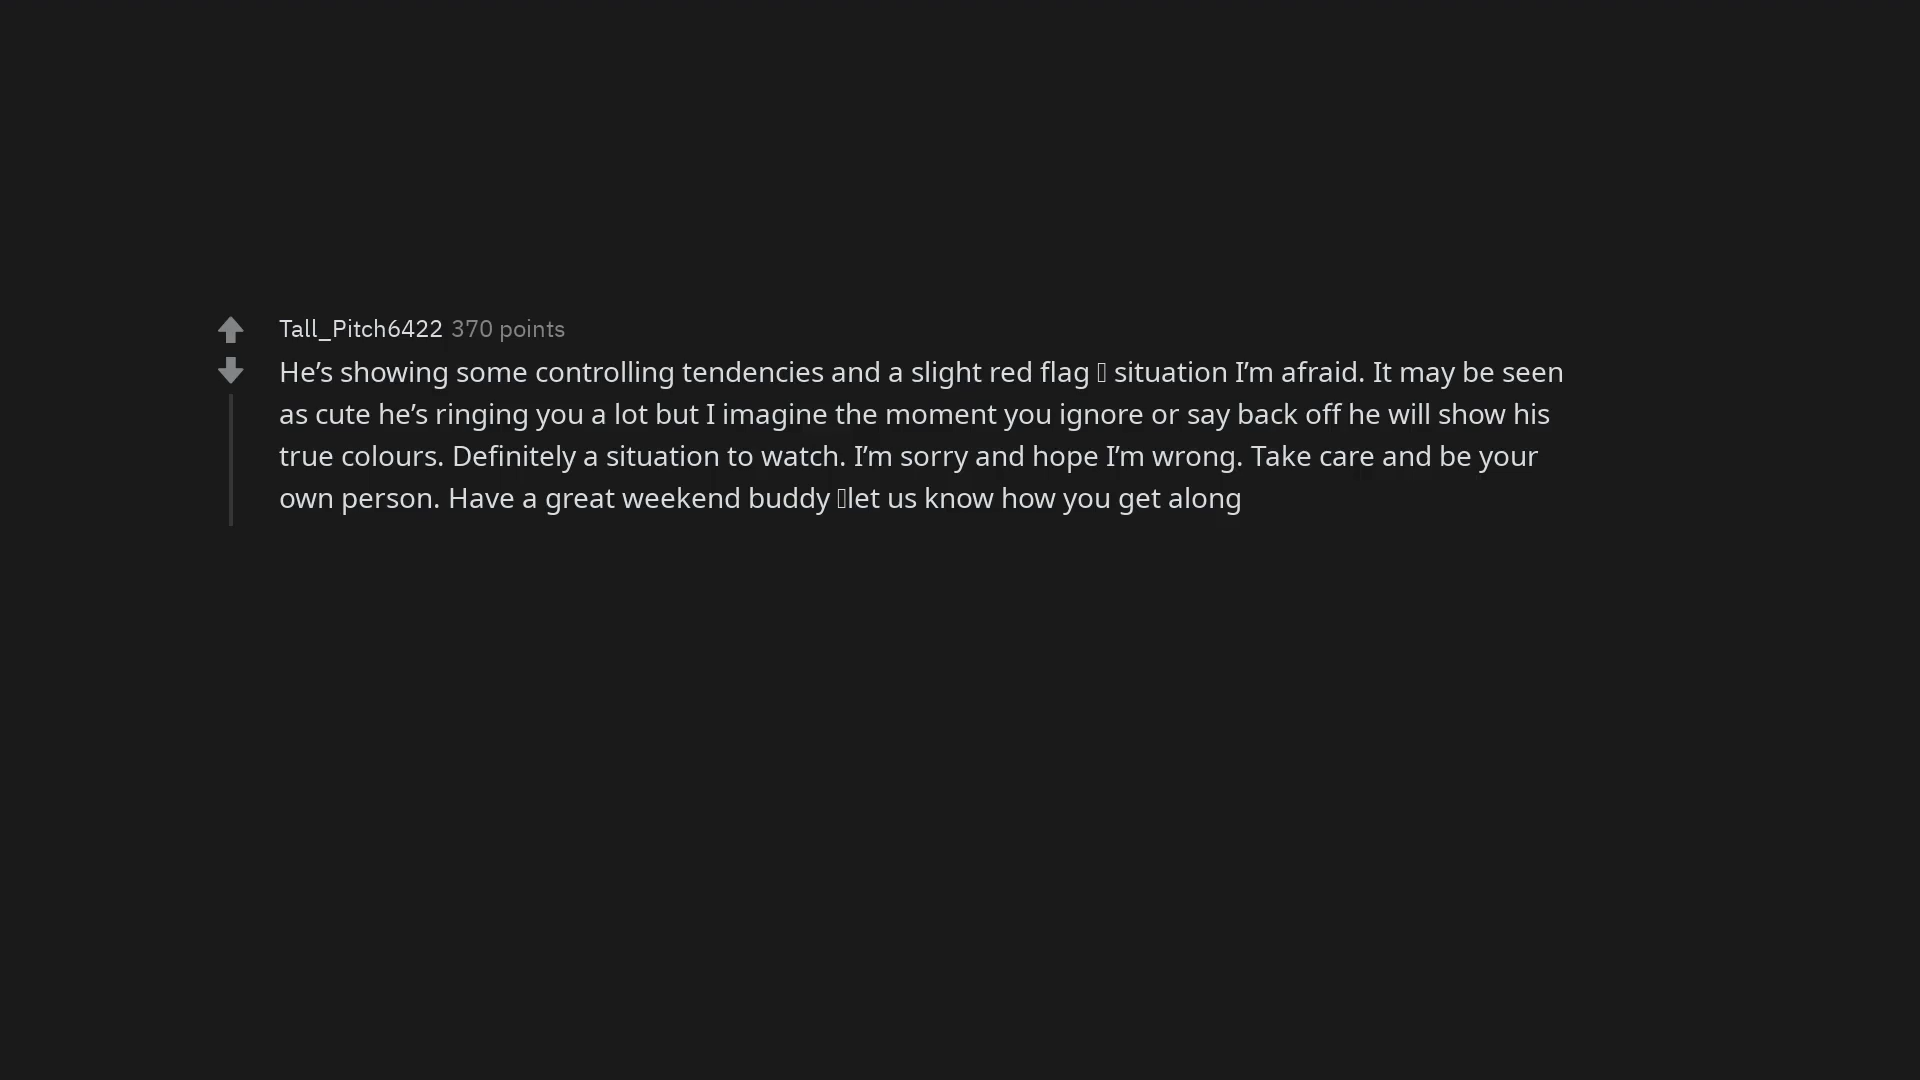 Tall_Pitch6422 370 points
He’s showing some controlling tendencies and a slight red flag ▯ situation I’m afraid. It may be seen
as cute he’s ringing you a lot but I imagine the moment you ignore or say back off he will show his
true colours. Definitely a situation to watch. I’m sorry and hope I’m wrong. Take care and be your
own person. Have a great weekend buddy ▯let us know how you get along